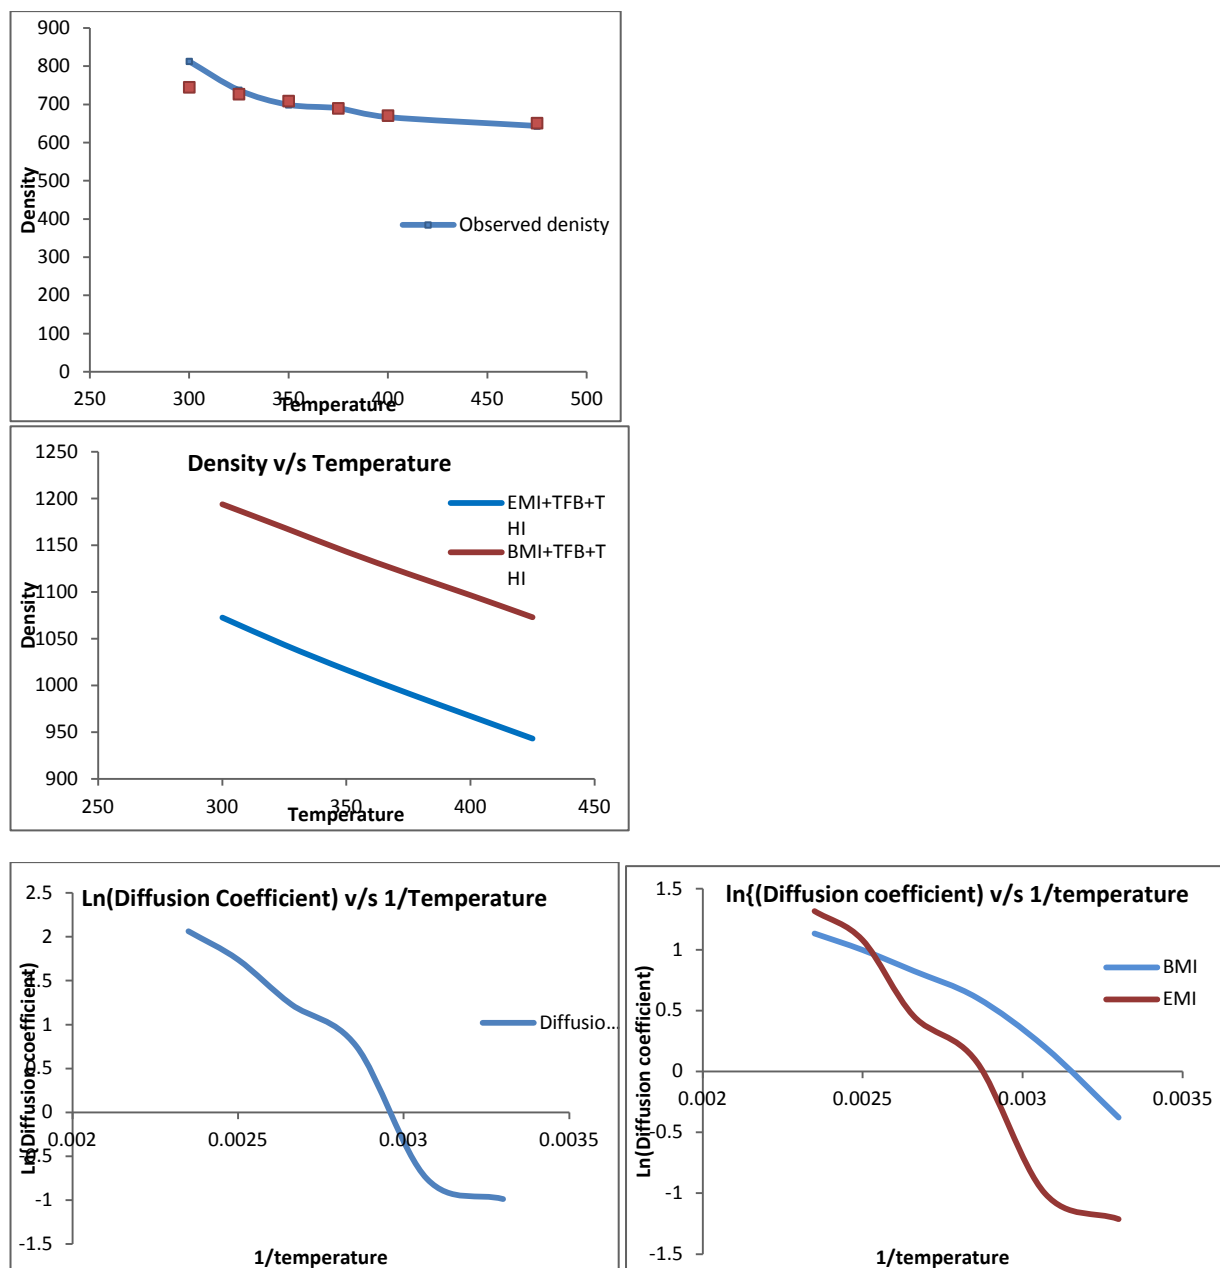 900
800
700
600
500
400
300
200
100
0
Density
Observed denisty
250 300 350 400 450 500
Temperature
Density v/s Temperature
1250
1200
1150
1100
1050
1000
950
900
Density
EMI+TFB+T
HI
BMI+TFB+T
HI
250 300 350 400 450
Temperature
Ln(Diffusion Coefficient) v/s 1/Temperature
2.5
2
1.5
1
0.5
0
-0.5
-1
-1.5
Ln(Diffusion coefficient)
Diffusio...
0.002 0.0025 0.003 0.0035
1/temperature
ln{(Diffusion coefficient) v/s 1/temperature
1.5
1
0.5
0
-0.5
-1
-1.5
Ln(Diffusion coefficient)
BMI
EMI
0.002 0.0025 0.003 0.0035
1/temperature